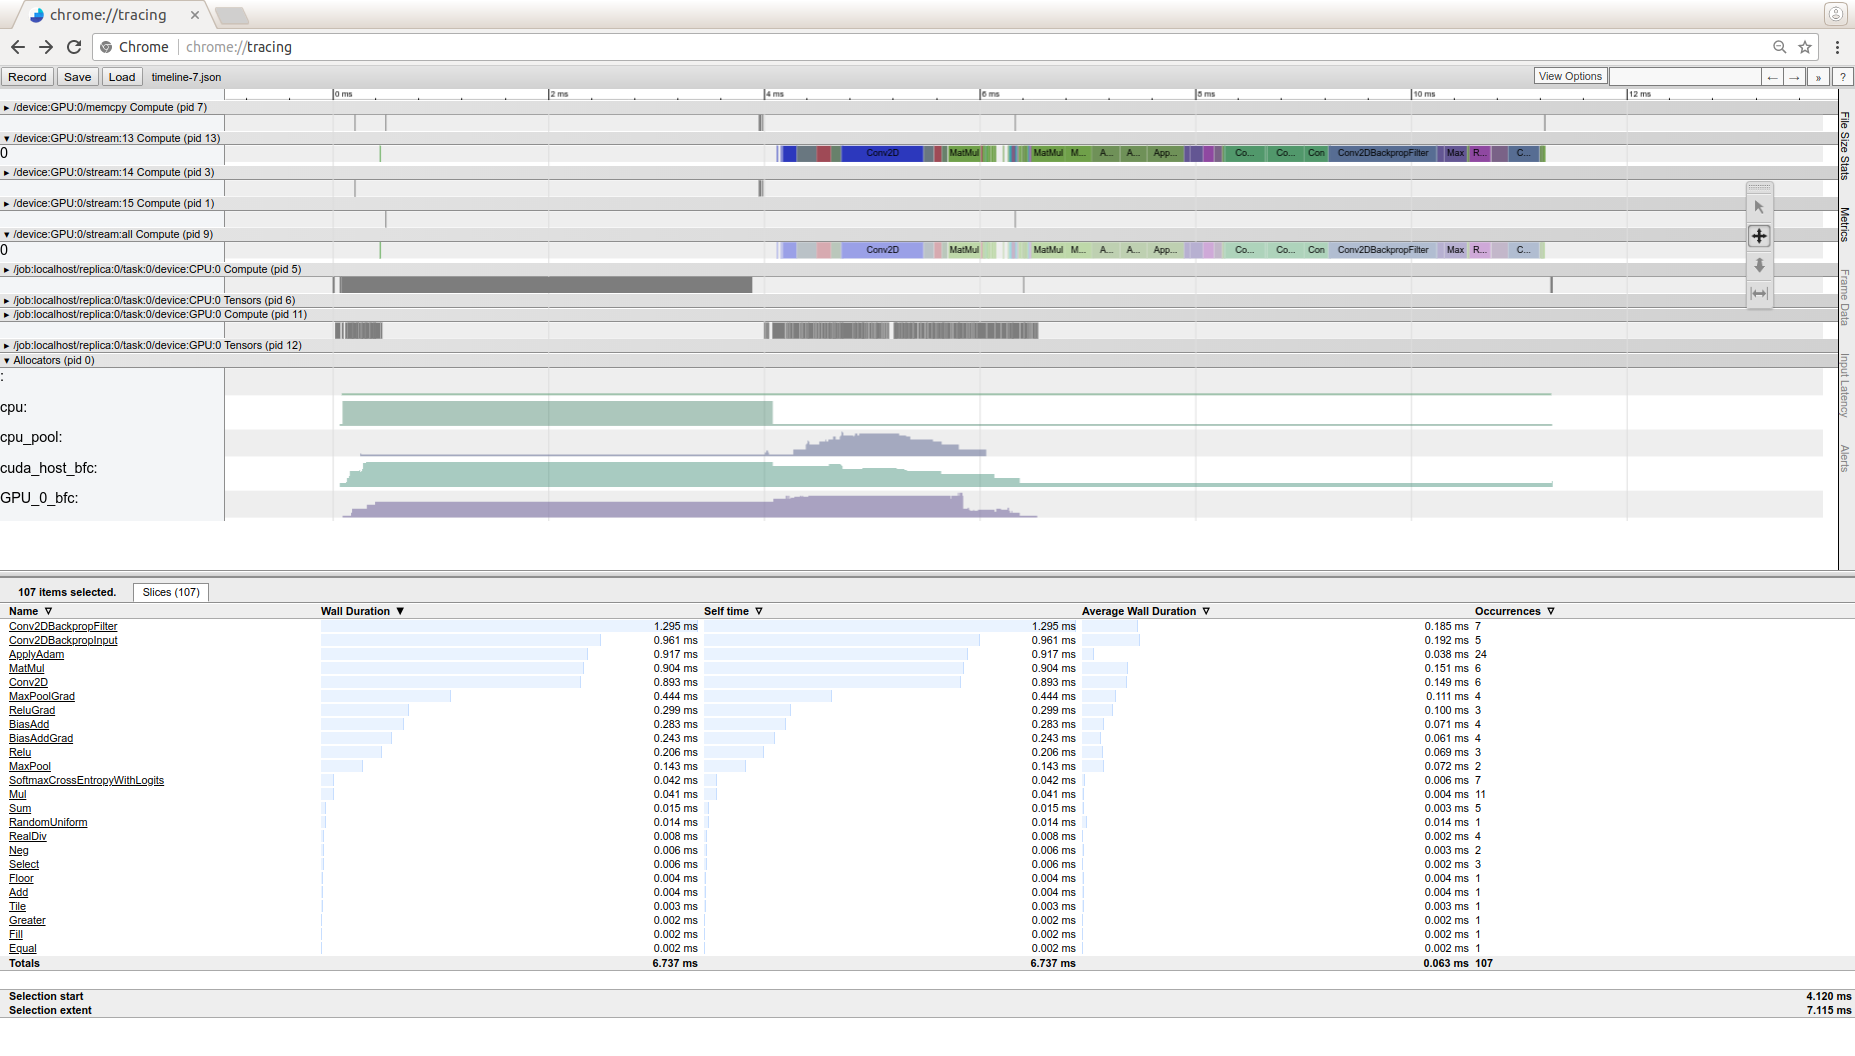 chrome://tracing ×
Chrome chrome://tracing
Record Save Load timeline-7.json View Options ← → » ?
0 ms 2 ms 4 ms 6 ms 8 ms 10 ms 12 ms
/device:GPU:0/memcpy Compute (pid 7)
/device:GPU:0/stream:13 Compute (pid 13)
0 Conv2D MatMul MatMul M... A... A... App... Co... Co... Con Conv2DBackpropFilter Max R... C...
/device:GPU:0/stream:14 Compute (pid 3)
/device:GPU:0/stream:15 Compute (pid 1)
/device:GPU:0/stream:all Compute (pid 9)
0 Conv2D MatMul MatMul M... A... A... App... Co... Co... Con Conv2DBackpropFilter Max R... C...
/job:localhost/replica:0/task:0/device:CPU:0 Compute (pid 5)
/job:localhost/replica:0/task:0/device:CPU:0 Tensors (pid 6)
/job:localhost/replica:0/task:0/device:GPU:0 Compute (pid 11)
/job:localhost/replica:0/task:0/device:GPU:0 Tensors (pid 12)
Allocators (pid 0)
:
cpu:
cpu_pool:
cuda_host_bfc:
GPU_0_bfc:
File Size Stats
Metrics
Frame Data
Input Latency
Alerts
107 items selected. Slices (107)
Name Wall Duration Self time Average Wall Duration Occurrences
Conv2DBackpropFilter 1.295 ms 1.295 ms 0.185 ms 7
Conv2DBackpropInput 0.961 ms 0.961 ms 0.192 ms 5
ApplyAdam 0.917 ms 0.917 ms 0.038 ms 24
MatMul 0.904 ms 0.904 ms 0.151 ms 6
Conv2D 0.893 ms 0.893 ms 0.149 ms 6
MaxPoolGrad 0.444 ms 0.444 ms 0.111 ms 4
ReluGrad 0.299 ms 0.299 ms 0.100 ms 3
BiasAdd 0.283 ms 0.283 ms 0.071 ms 4
BiasAddGrad 0.243 ms 0.243 ms 0.061 ms 4
Relu 0.206 ms 0.206 ms 0.069 ms 3
MaxPool 0.143 ms 0.143 ms 0.072 ms 2
SoftmaxCrossEntropyWithLogits 0.042 ms 0.042 ms 0.006 ms 7
Mul 0.041 ms 0.041 ms 0.004 ms 11
Sum 0.015 ms 0.015 ms 0.003 ms 5
RandomUniform 0.014 ms 0.014 ms 0.014 ms 1
RealDiv 0.008 ms 0.008 ms 0.002 ms 4
Neg 0.006 ms 0.006 ms 0.003 ms 2
Select 0.006 ms 0.006 ms 0.002 ms 3
Floor 0.004 ms 0.004 ms 0.004 ms 1
Add 0.004 ms 0.004 ms 0.004 ms 1
Tile 0.003 ms 0.003 ms 0.003 ms 1
Greater 0.002 ms 0.002 ms 0.002 ms 1
Fill 0.002 ms 0.002 ms 0.002 ms 1
Equal 0.002 ms 0.002 ms 0.002 ms 1
Totals 6.737 ms 6.737 ms 0.063 ms 107
Selection start 4.120 ms
Selection extent 7.115 ms